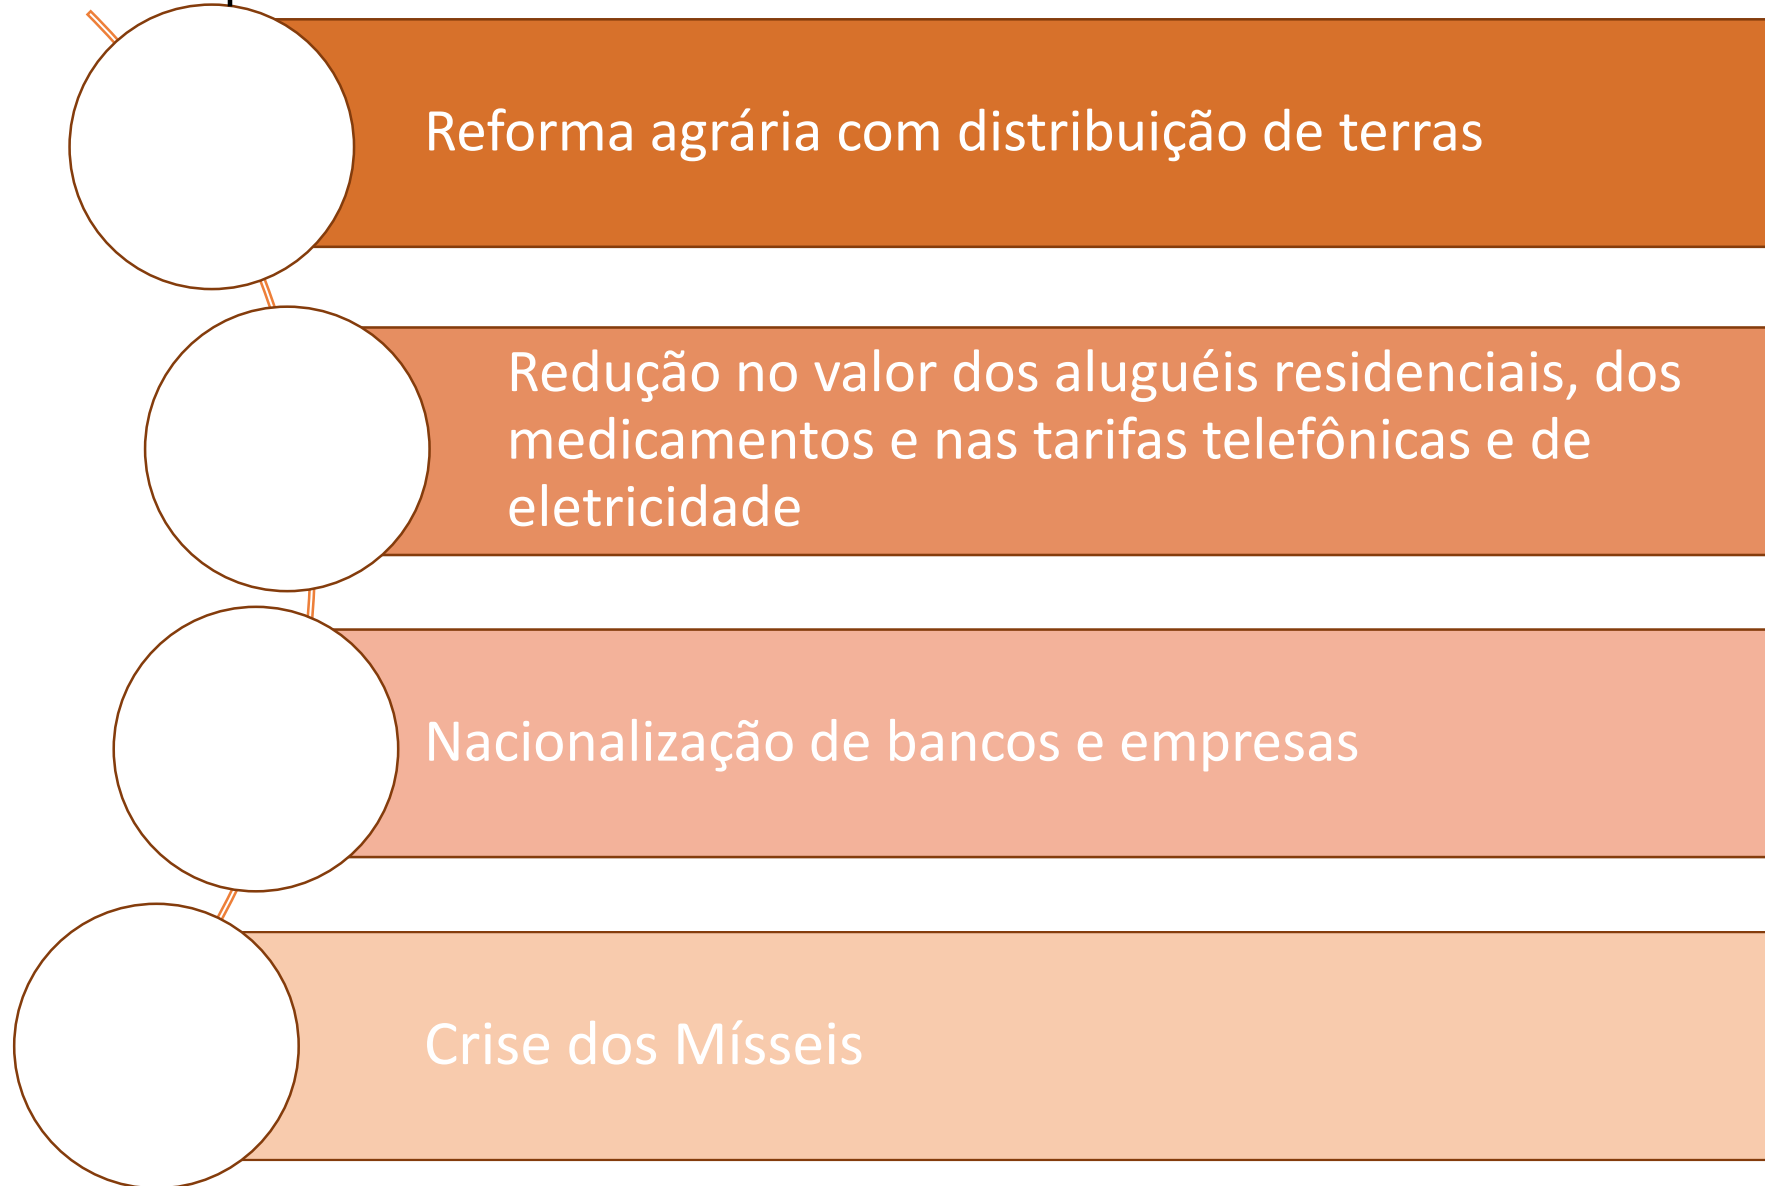 Reforma agrária com distribuição de terras
Redução no valor dos aluguéis residenciais, dos
medicamentos e nas tarifas telefônicas e de
eletricidade
Nacionalização de bancos e empresas
Crise dos Mísseis